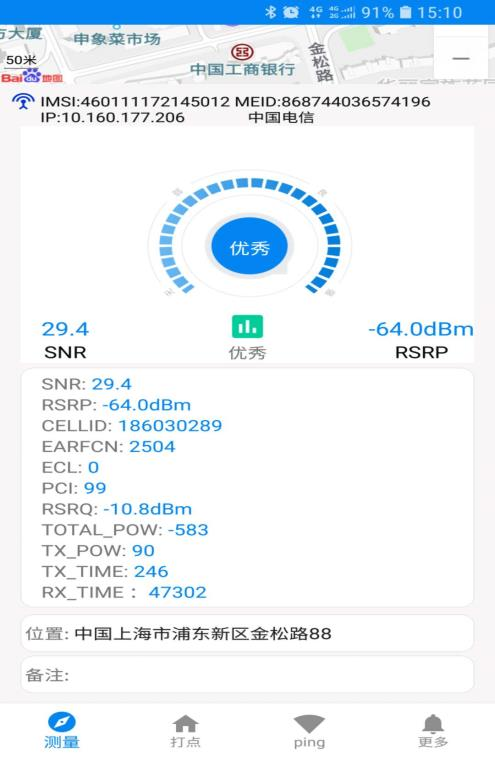 4G 4G 2G 91% 15:10
方大厦
申象菜市场
50米
中国工商银行
金松路
Bai du 地图
IMSI:460111172145012 MEID:868744036574196
IP:10.160.177.206 中国电信
优秀
29.4 优秀 -64.0dBm
SNR RSRP
SNR: 29.4
RSRP: -64.0dBm
CELLID: 186030289
EARFCN: 2504
ECL: 0
PCI: 99
RSRQ: -10.8dBm
TOTAL_POW: -583
TX_POW: 90
TX_TIME: 246
RX_TIME： 47302
位置: 中国上海市浦东新区金松路88
备注:
测量 打点 ping 更多